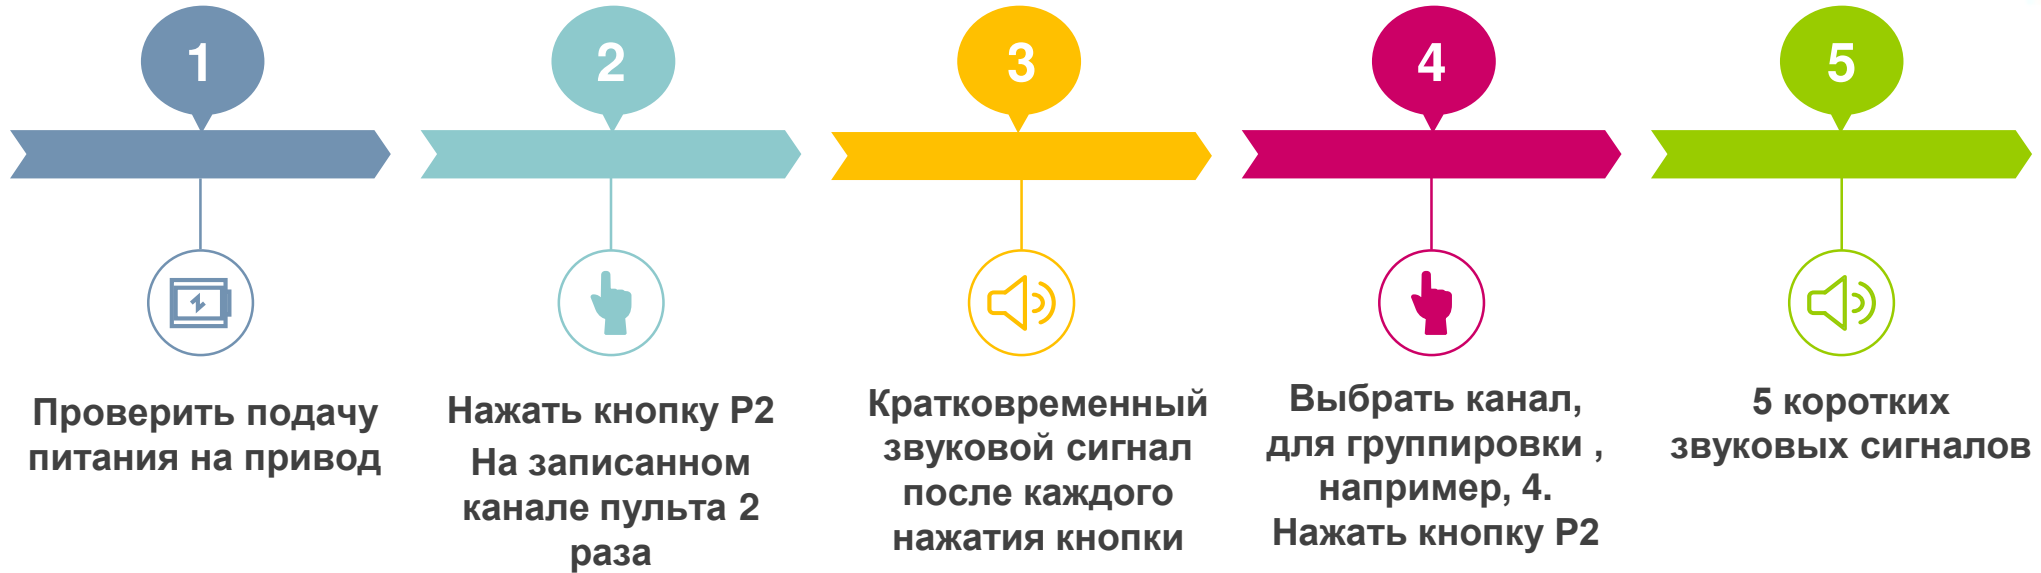 1
Проверить подачу
питания на привод
2
Нажать кнопку P2
На записанном
канале пульта 2
раза
3
Кратковременный
звуковой сигнал
после каждого
нажатия кнопки
4
Выбрать канал,
для группировки ,
например, 4.
Нажать кнопку P2
5
5 коротких
звуковых сигналов